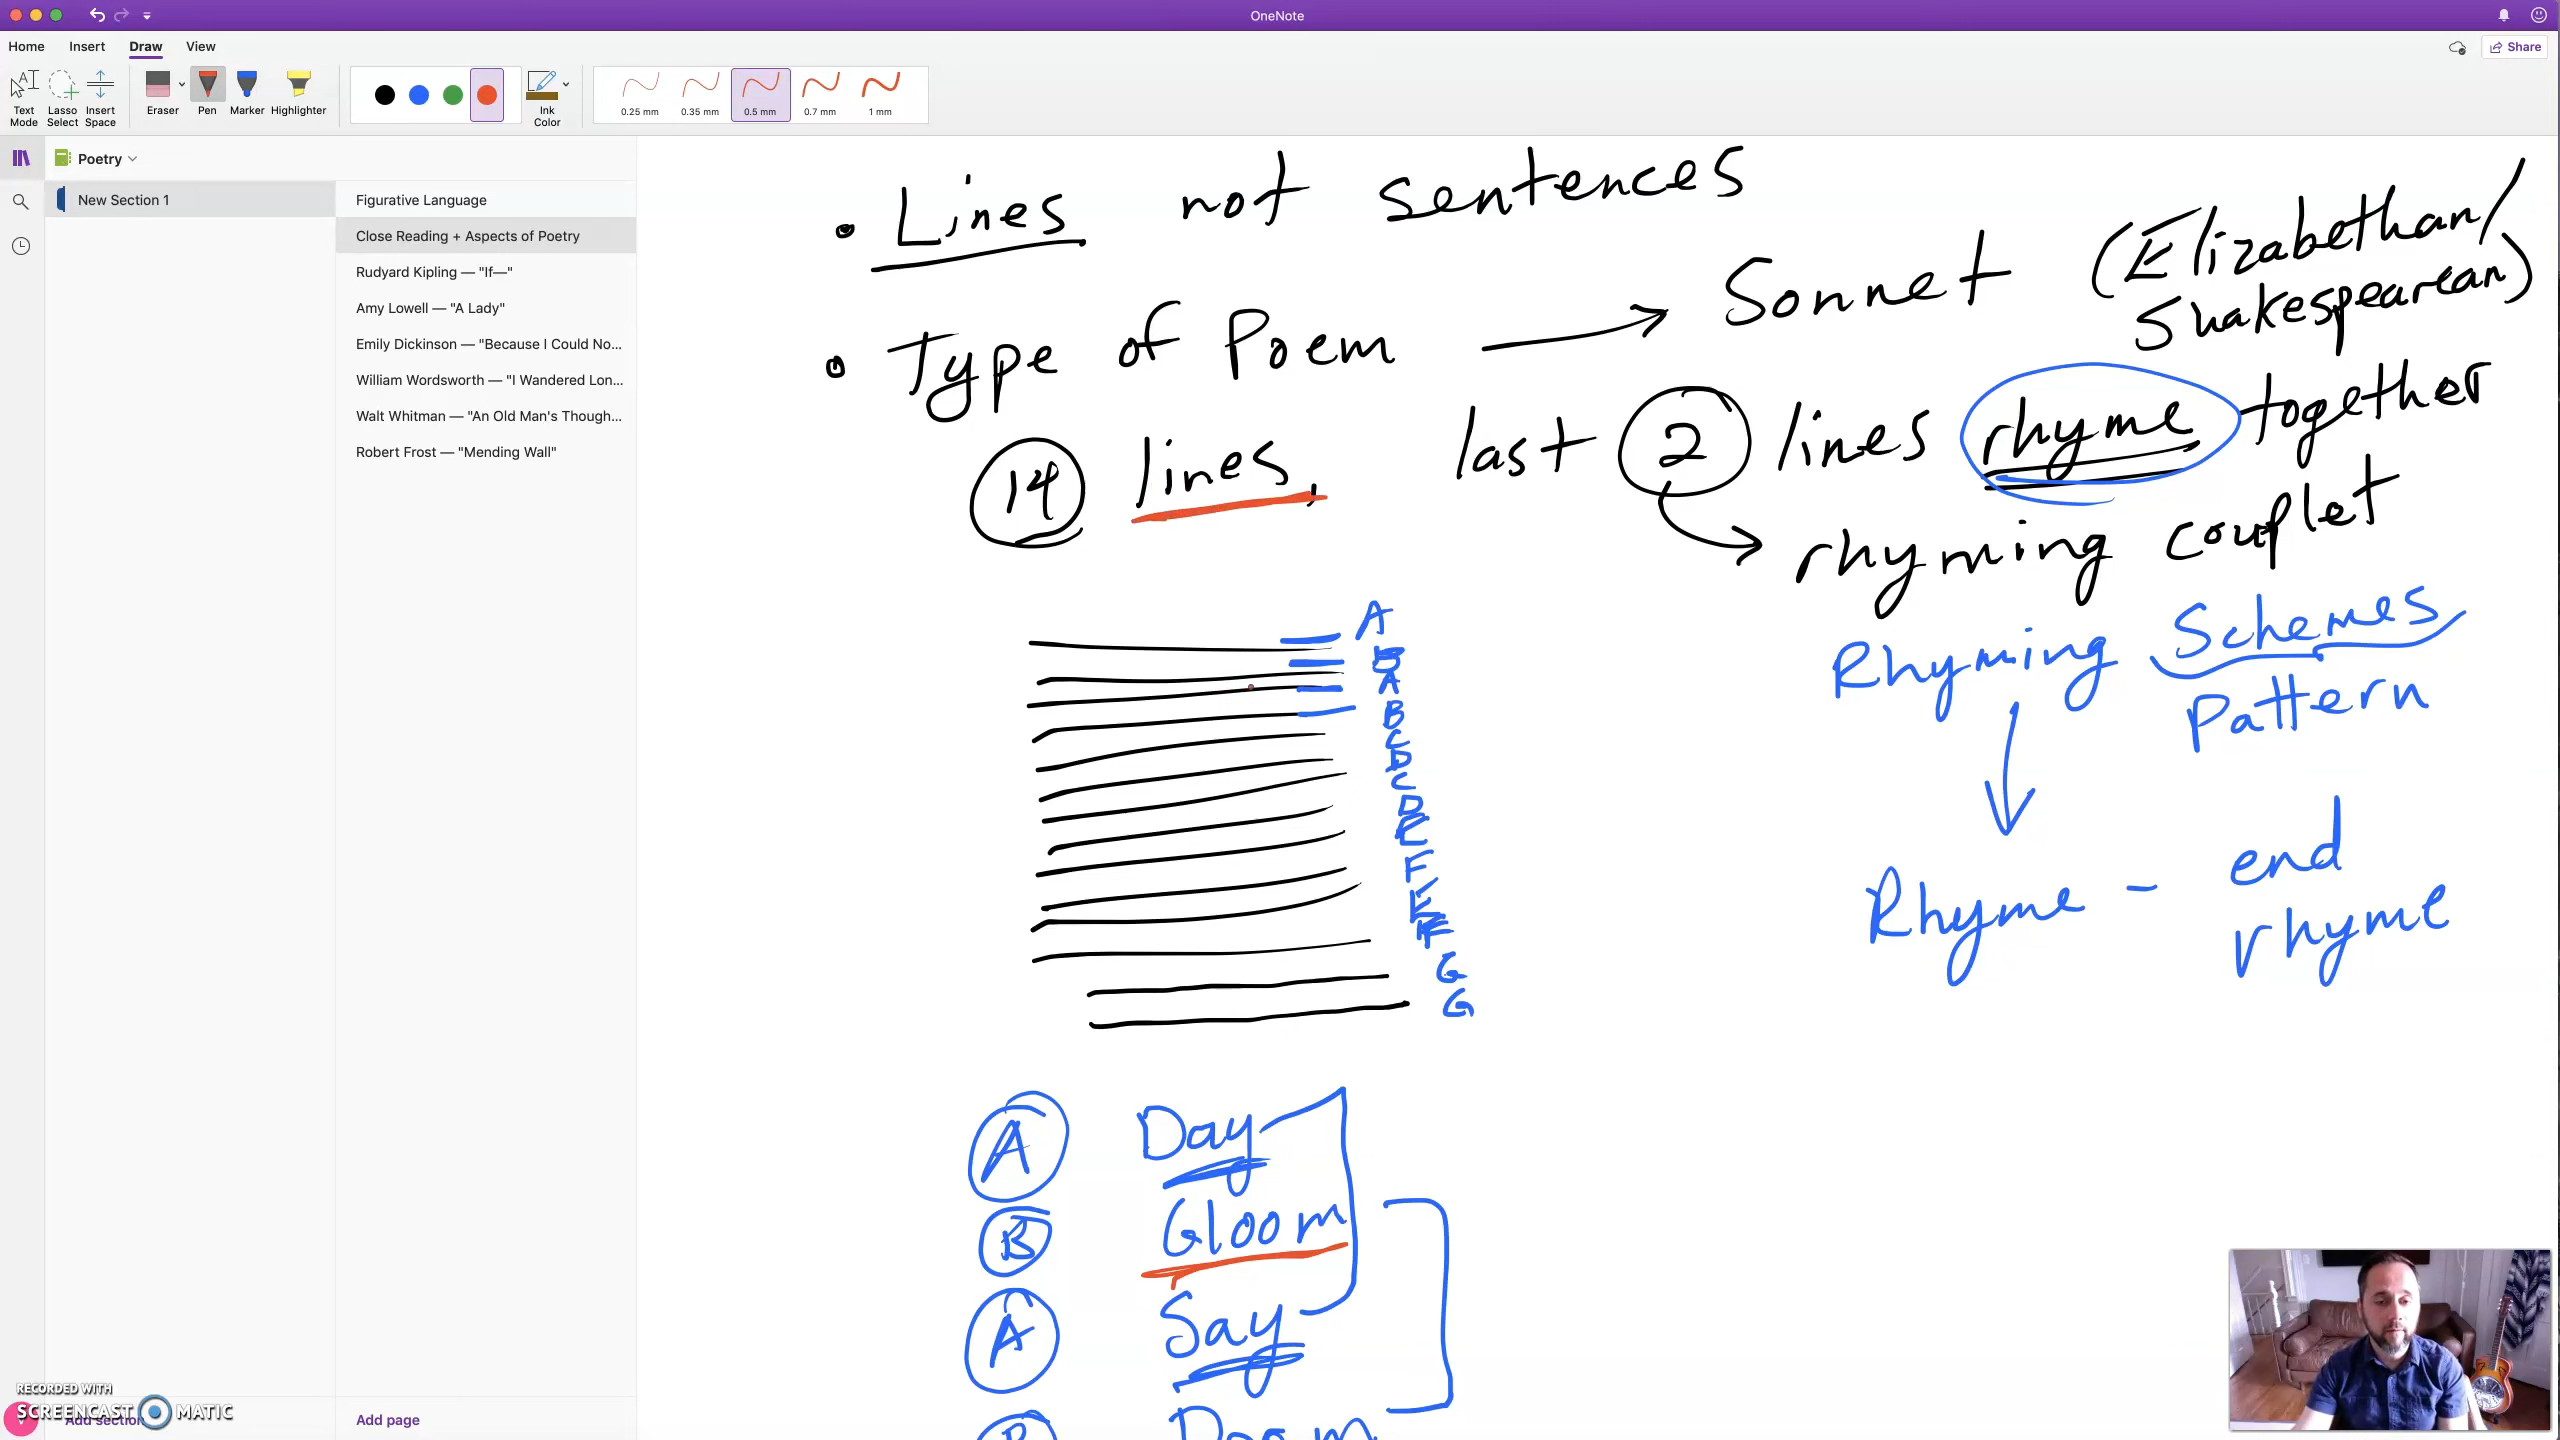 OneNote
Home Insert Draw View
Share
Text Mode
Lasso Select
Insert Space
Eraser
Pen
Marker
Highlighter
Ink Color
0.25 mm
0.35 mm
0.5 mm
0.7 mm
1 mm
Poetry
New Section 1
Figurative Language
Close Reading + Aspects of Poetry
Rudyard Kipling — "If—"
Amy Lowell — "A Lady"
Emily Dickinson — "Because I Could No...
William Wordsworth — "I Wandered Lon...
Walt Whitman — "An Old Man's Though...
Robert Frost — "Mending Wall"
• Lines not sentences
• Type of Poem → Sonnet (Elizabethan/
Shakespearean)
14 lines, last 2 lines rhyme together
rhyming couplet
Rhyming Schemes
Pattern
Rhyme - end
rhyme
A
B
A
B
C
D
C
D
E
F
E
F
G
G
A Day
B Gloom
A Say
B Doom
RECORDED WITH
SCREENCAST MATIC
Add section
Add page